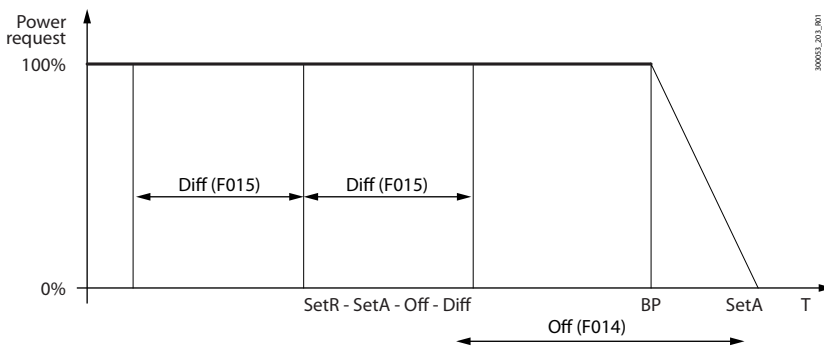 Power
request
300053_203_R01
100%
Diff (F015)
Diff (F015)
0%
SetR - SetA - Off - Diff
BP
SetA
T
Off (F014)